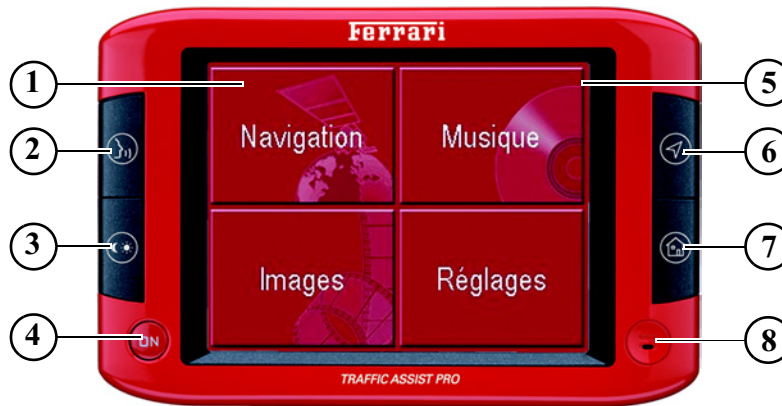 Ferrari
1
5
Navigation
Musique
2
6
3
7
Images
Réglages
4
ON
8
TRAFFIC ASSIST PRO